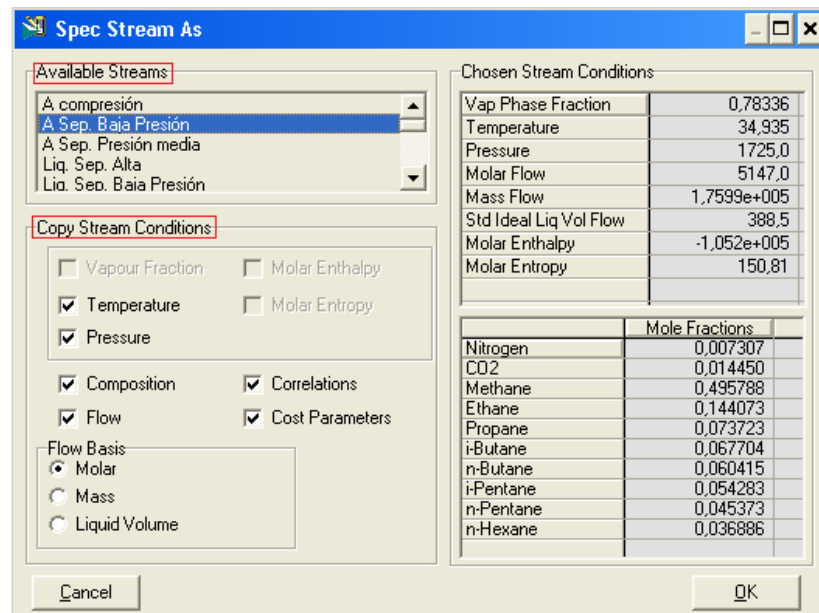 Spec Stream As
Available Streams
A compresión
A Sep. Baja Presión
A Sep. Presión media
Liq. Sep. Alta
Liq. Sep. Baja Presión
Copy Stream Conditions
Vapour Fraction Molar Enthalpy
Temperature Molar Entropy
Pressure
Composition Correlations
Flow Cost Parameters
Flow Basis
Molar
Mass
Liquid Volume
Cancel
Chosen Stream Conditions
Vap Phase Fraction 0,78336
Temperature 34,935
Pressure 1725,0
Molar Flow 5147,0
Mass Flow 1,7599e+005
Std Ideal Liq Vol Flow 388,5
Molar Enthalpy -1,052e+005
Molar Entropy 150,81
Mole Fractions
Nitrogen 0,007307
CO2 0,014450
Methane 0,495788
Ethane 0,144073
Propane 0,073723
i-Butane 0,067704
n-Butane 0,060415
i-Pentane 0,054283
n-Pentane 0,045373
n-Hexane 0,036886
OK